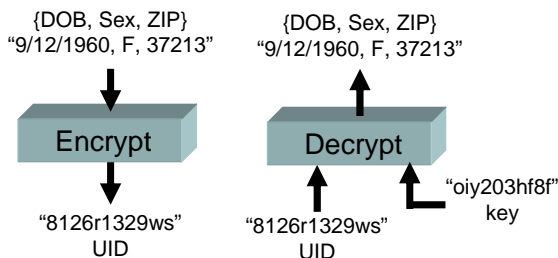 {DOB, Sex, ZIP}
“9/12/1960, F, 37213”
Encrypt
“8126r1329ws”
UID
{DOB, Sex, ZIP}
“9/12/1960, F, 37213”
Decrypt
“oiy203hf8f”
key
“8126r1329ws”
UID